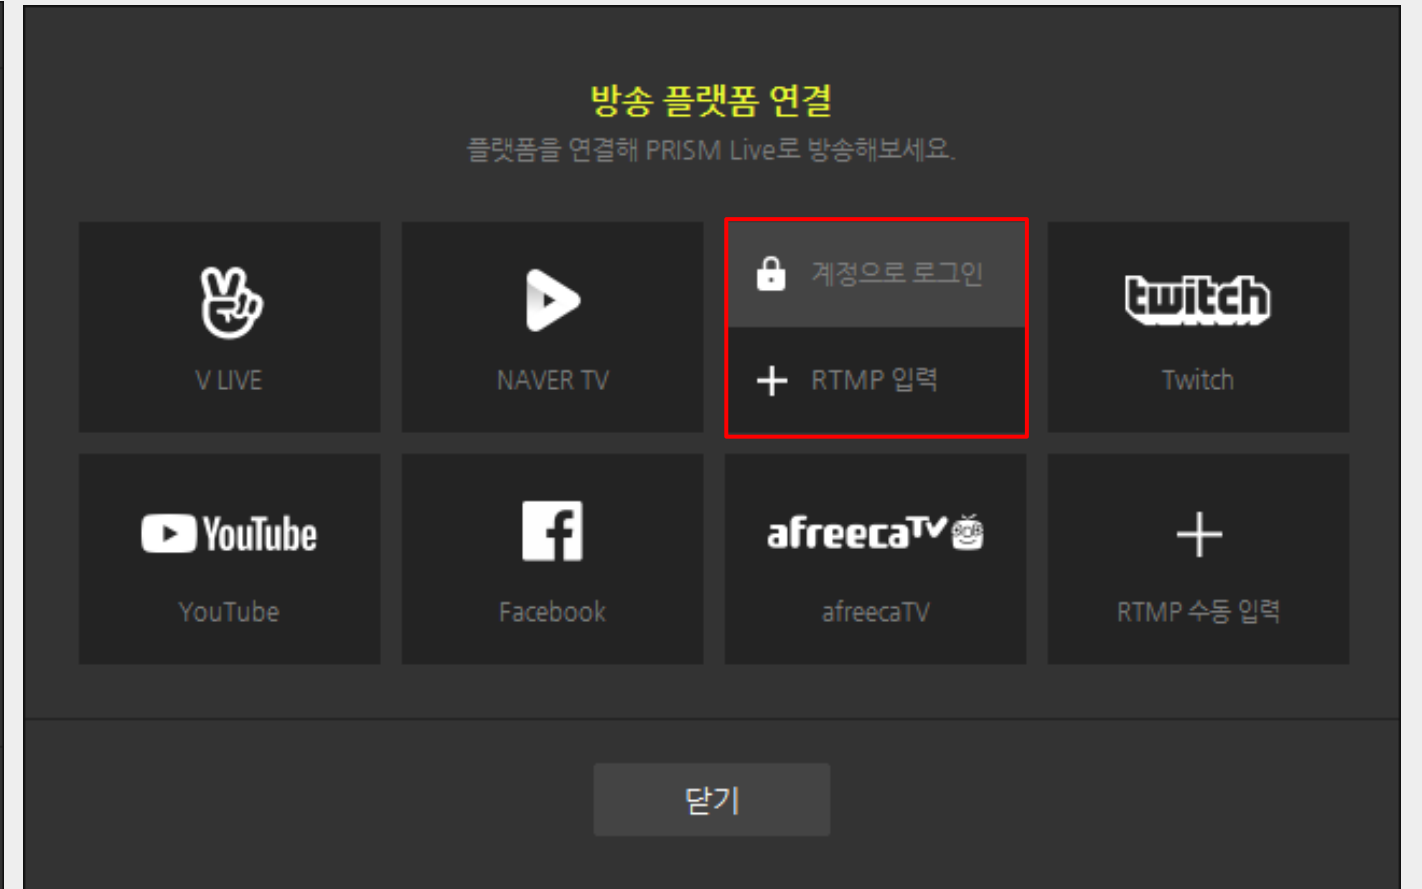 방송 플랫폼 연결
플랫폼을 연결해 PRISM Live로 방송해보세요.
V LIVE
NAVER TV
계정으로 로그인
RTMP 입력
twitch
Twitch
YouTube
YouTube
f
Facebook
afreecaTV
afreecaTV
RTMP 수동 입력
닫기